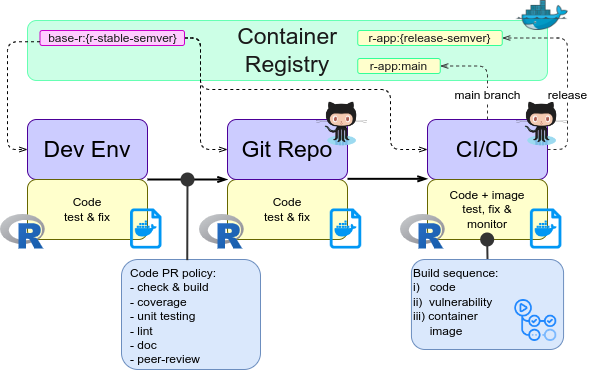 base-r:{r-stable-semver}
Container
Registry
r-app:{release-semver}
r-app:main
main branch
release
Dev Env
Git Repo
CI/CD
Code
test & fix
Code
test & fix
Code + image
test, fix &
monitor
R
R
R
Code PR policy:
- check & build
- coverage
- unit testing
- lint
- doc
- peer-review
Build sequence:
i) code
ii) vulnerability
iii) container
image